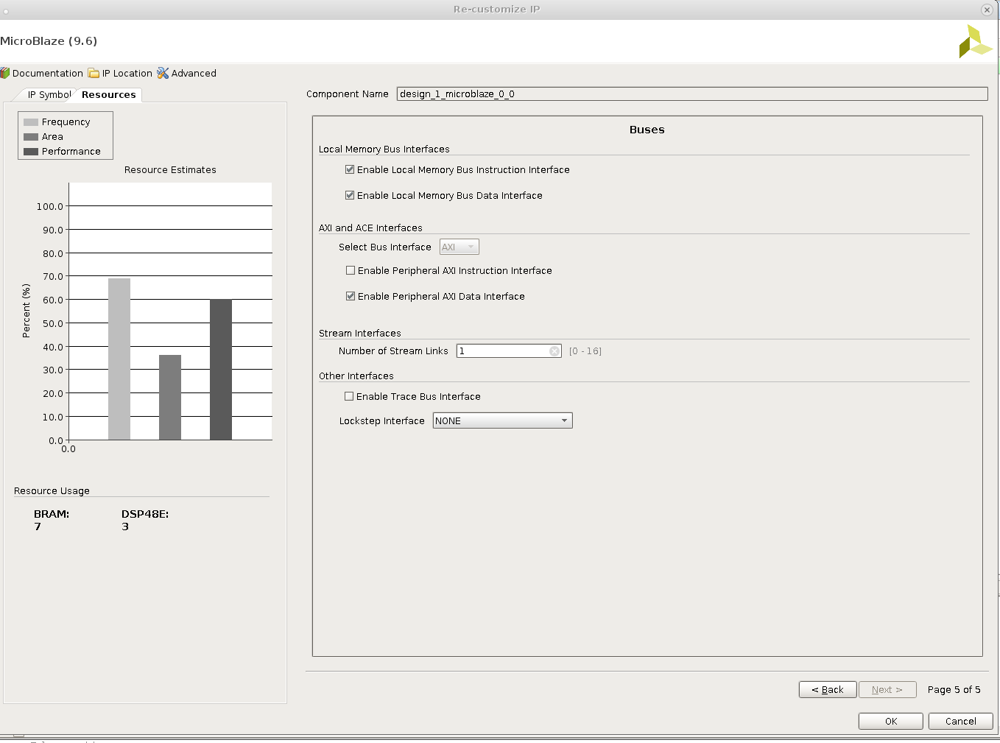 Re-customize IP
MicroBlaze (9.6)
Documentation IP Location Advanced
IP Symbol Resources
Frequency
Area
Performance
Resource Estimates
Percent (%)
100.0
90.0
80.0
70.0
60.0
50.0
40.0
30.0
20.0
10.0
0.0
0.0
Resource Usage
BRAM: DSP48E:
7 3
Component Name design_1_microblaze_0_0
Buses
Local Memory Bus Interfaces
Enable Local Memory Bus Instruction Interface
Enable Local Memory Bus Data Interface
AXI and ACE Interfaces
Select Bus Interface AXI
Enable Peripheral AXI Instruction Interface
Enable Peripheral AXI Data Interface
Stream Interfaces
Number of Stream Links 1 [0 - 16]
Other Interfaces
Enable Trace Bus Interface
Lockstep Interface NONE
< Back Next > Page 5 of 5
OK Cancel